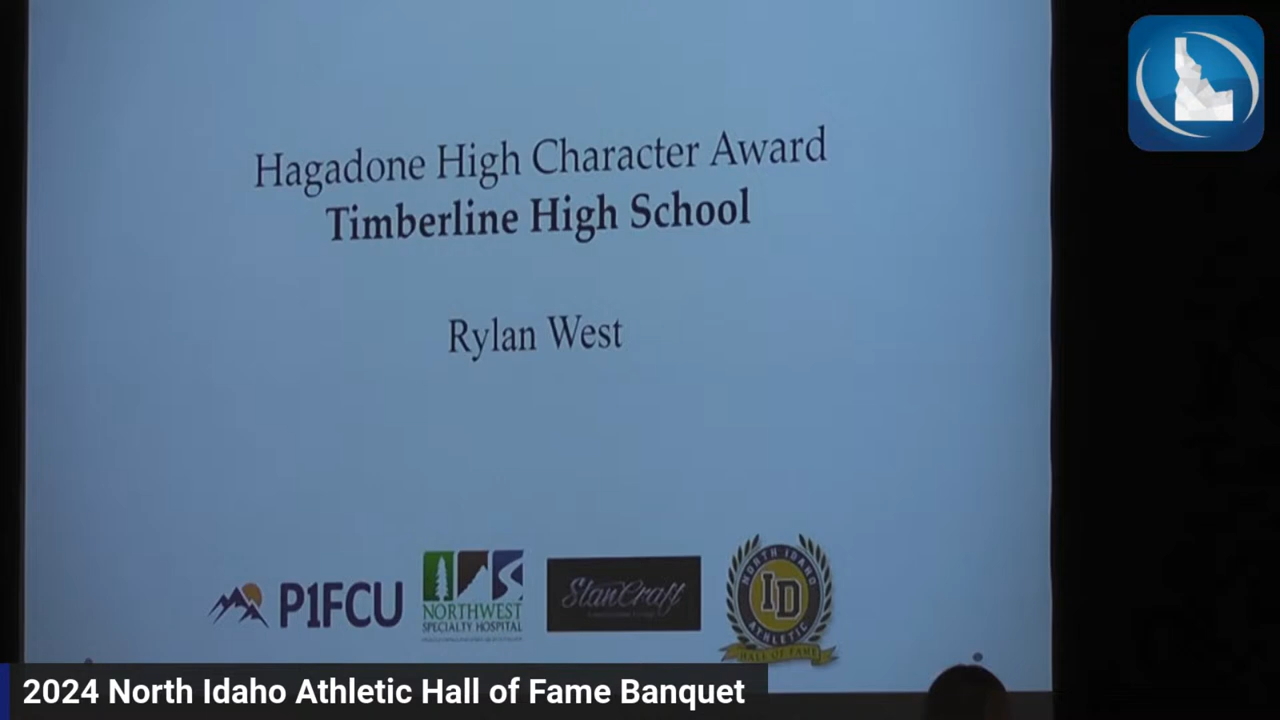 Hagadone High Character Award
Timberline High School
Rylan West
P1FCU
NORTHWEST
SPECIALTY HOSPITAL
StanCraft
NORTH IDAHO
ID
ATHLETIC
HALL OF FAME
2024 North Idaho Athletic Hall of Fame Banquet